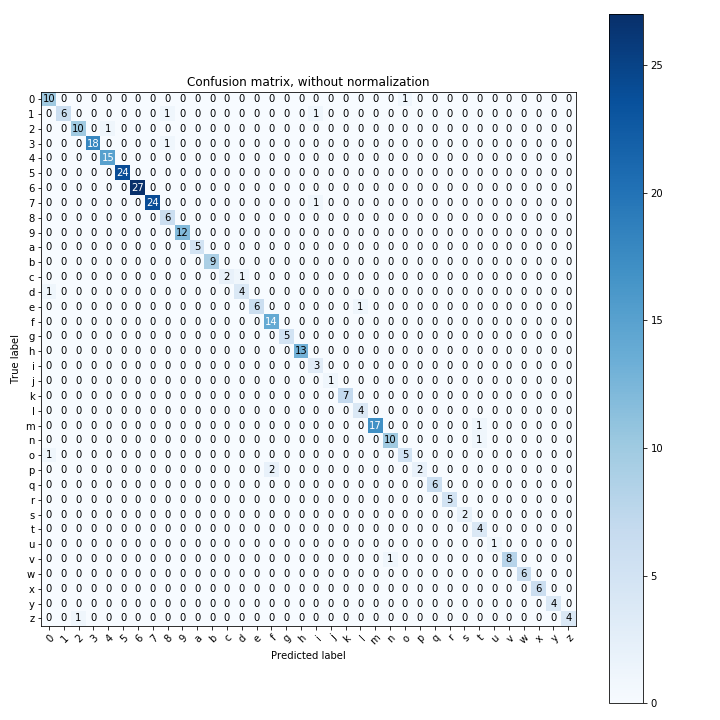 Confusion matrix, without normalization
0 10 0 0 0 0 0 0 0 0 0 0 0 0 0 0 0 0 0 0 0 0 0 0 0 1 0 0 0 0 0 0 0 0 0 0 0
1 0 6 0 0 0 0 0 0 1 0 0 0 0 0 0 0 0 0 1 0 0 0 0 0 0 0 0 0 0 0 0 0 0 0 0 0
2 0 0 10 0 1 0 0 0 0 0 0 0 0 0 0 0 0 0 0 0 0 0 0 0 0 0 0 0 0 0 0 0 0 0 0 0
3 0 0 0 18 0 0 0 0 1 0 0 0 0 0 0 0 0 0 0 0 0 0 0 0 0 0 0 0 0 0 0 0 0 0 0 0
4 0 0 0 0 15 0 0 0 0 0 0 0 0 0 0 0 0 0 0 0 0 0 0 0 0 0 0 0 0 0 0 0 0 0 0 0
5 0 0 0 0 0 24 0 0 0 0 0 0 0 0 0 0 0 0 0 0 0 0 0 0 0 0 0 0 0 0 0 0 0 0 0 0
6 0 0 0 0 0 0 27 0 0 0 0 0 0 0 0 0 0 0 0 0 0 0 0 0 0 0 0 0 0 0 0 0 0 0 0 0
7 0 0 0 0 0 0 0 24 0 0 0 0 0 0 0 0 0 0 1 0 0 0 0 0 0 0 0 0 0 0 0 0 0 0 0 0
8 0 0 0 0 0 0 0 0 6 0 0 0 0 0 0 0 0 0 0 0 0 0 0 0 0 0 0 0 0 0 0 0 0 0 0 0
9 0 0 0 0 0 0 0 0 0 12 0 0 0 0 0 0 0 0 0 0 0 0 0 0 0 0 0 0 0 0 0 0 0 0 0 0
a 0 0 0 0 0 0 0 0 0 0 5 0 0 0 0 0 0 0 0 0 0 0 0 0 0 0 0 0 0 0 0 0 0 0 0 0
b 0 0 0 0 0 0 0 0 0 0 0 9 0 0 0 0 0 0 0 0 0 0 0 0 0 0 0 0 0 0 0 0 0 0 0 0
c 0 0 0 0 0 0 0 0 0 0 0 0 2 1 0 0 0 0 0 0 0 0 0 0 0 0 0 0 0 0 0 0 0 0 0 0
d 1 0 0 0 0 0 0 0 0 0 0 0 0 4 0 0 0 0 0 0 0 0 0 0 0 0 0 0 0 0 0 0 0 0 0 0
e 0 0 0 0 0 0 0 0 0 0 0 0 0 0 6 0 0 0 0 0 0 1 0 0 0 0 0 0 0 0 0 0 0 0 0 0
f 0 0 0 0 0 0 0 0 0 0 0 0 0 0 0 14 0 0 0 0 0 0 0 0 0 0 0 0 0 0 0 0 0 0 0 0
g 0 0 0 0 0 0 0 0 0 0 0 0 0 0 0 0 5 0 0 0 0 0 0 0 0 0 0 0 0 0 0 0 0 0 0 0
h 0 0 0 0 0 0 0 0 0 0 0 0 0 0 0 0 0 13 0 0 0 0 0 0 0 0 0 0 0 0 0 0 0 0 0 0
i 0 0 0 0 0 0 0 0 0 0 0 0 0 0 0 0 0 0 3 0 0 0 0 0 0 0 0 0 0 0 0 0 0 0 0 0
j 0 0 0 0 0 0 0 0 0 0 0 0 0 0 0 0 0 0 0 1 0 0 0 0 0 0 0 0 0 0 0 0 0 0 0 0
k 0 0 0 0 0 0 0 0 0 0 0 0 0 0 0 0 0 0 0 0 7 0 0 0 0 0 0 0 0 0 0 0 0 0 0 0
l 0 0 0 0 0 0 0 0 0 0 0 0 0 0 0 0 0 0 0 0 0 4 0 0 0 0 0 0 0 0 0 0 0 0 0 0
m 0 0 0 0 0 0 0 0 0 0 0 0 0 0 0 0 0 0 0 0 0 0 17 0 0 0 0 0 0 1 0 0 0 0 0 0
n 0 0 0 0 0 0 0 0 0 0 0 0 0 0 0 0 0 0 0 0 0 0 0 10 0 0 0 0 0 1 0 0 0 0 0 0
o 1 0 0 0 0 0 0 0 0 0 0 0 0 0 0 0 0 0 0 0 0 0 0 0 5 0 0 0 0 0 0 0 0 0 0 0
p 0 0 0 0 0 0 0 0 0 0 0 0 0 0 0 2 0 0 0 0 0 0 0 0 0 2 0 0 0 0 0 0 0 0 0 0
q 0 0 0 0 0 0 0 0 0 0 0 0 0 0 0 0 0 0 0 0 0 0 0 0 0 0 6 0 0 0 0 0 0 0 0 0
r 0 0 0 0 0 0 0 0 0 0 0 0 0 0 0 0 0 0 0 0 0 0 0 0 0 0 0 5 0 0 0 0 0 0 0 0
s 0 0 0 0 0 0 0 0 0 0 0 0 0 0 0 0 0 0 0 0 0 0 0 0 0 0 0 0 2 0 0 0 0 0 0 0
t 0 0 0 0 0 0 0 0 0 0 0 0 0 0 0 0 0 0 0 0 0 0 0 0 0 0 0 0 0 4 0 0 0 0 0 0
u 0 0 0 0 0 0 0 0 0 0 0 0 0 0 0 0 0 0 0 0 0 0 0 0 0 0 0 0 0 0 1 0 0 0 0 0
v 0 0 0 0 0 0 0 0 0 0 0 0 0 0 0 0 0 0 0 0 0 0 0 1 0 0 0 0 0 0 0 8 0 0 0 0
w 0 0 0 0 0 0 0 0 0 0 0 0 0 0 0 0 0 0 0 0 0 0 0 0 0 0 0 0 0 0 0 0 6 0 0 0
x 0 0 0 0 0 0 0 0 0 0 0 0 0 0 0 0 0 0 0 0 0 0 0 0 0 0 0 0 0 0 0 0 0 6 0 0
y 0 0 0 0 0 0 0 0 0 0 0 0 0 0 0 0 0 0 0 0 0 0 0 0 0 0 0 0 0 0 0 0 0 0 4 0
z 0 0 1 0 0 0 0 0 0 0 0 0 0 0 0 0 0 0 0 0 0 0 0 0 0 0 0 0 0 0 0 0 0 0 0 4
0 1 2 3 4 5 6 7 8 9 a b c d e f g h i j k l m n o p q r s t u v w x y z
True label
Predicted label
25
20
15
10
5
0